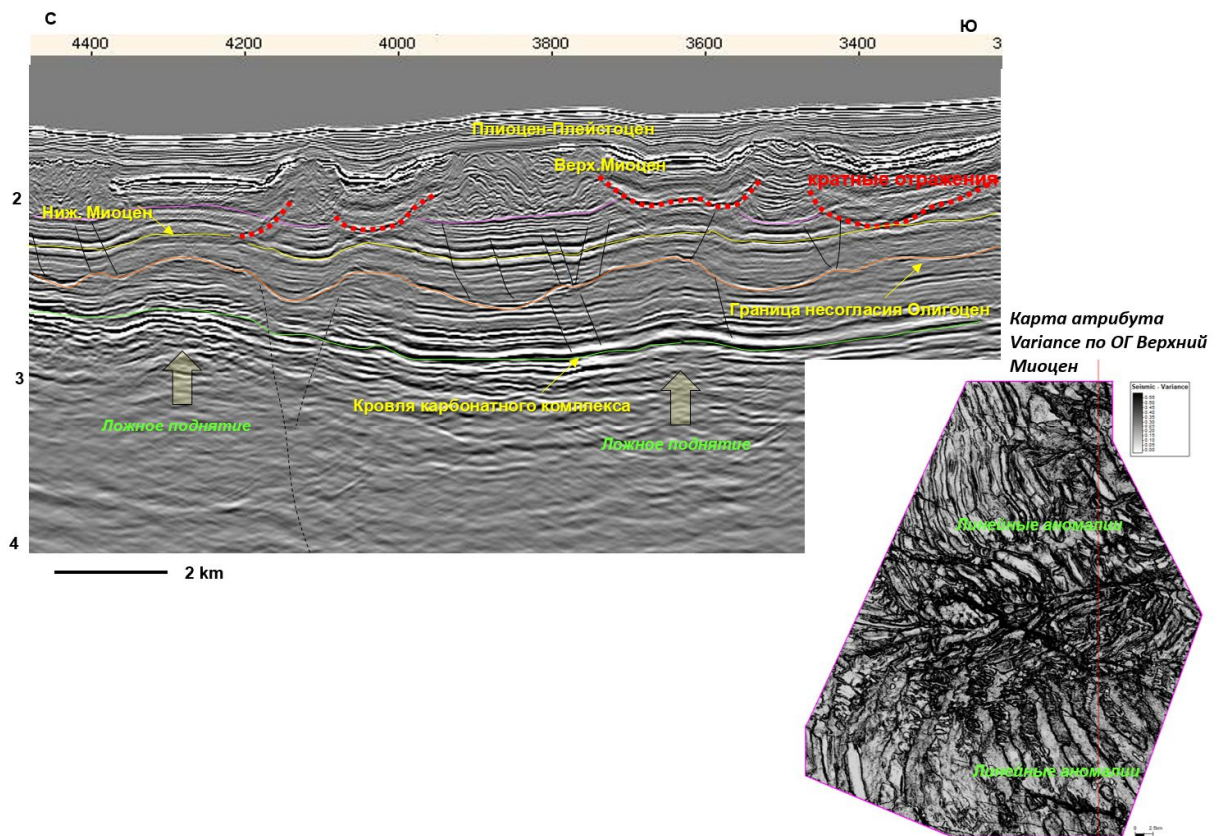 С
Ю
4400 4200 4000 3800 3600 3400 3
Плиоцен-Плейстоцен
Верх.Миоцен
кратные отражения
2
Ниж. Миоцен
Граница несогласия Олигоцен
3
Кровля карбонатного комплекса
Ложное поднятие
Ложное поднятие
4
2 km
Карта атрибута
Variance по ОГ Верхний
Миоцен
Seismic - Variance
Линейные аномалии
Линейные аномалии